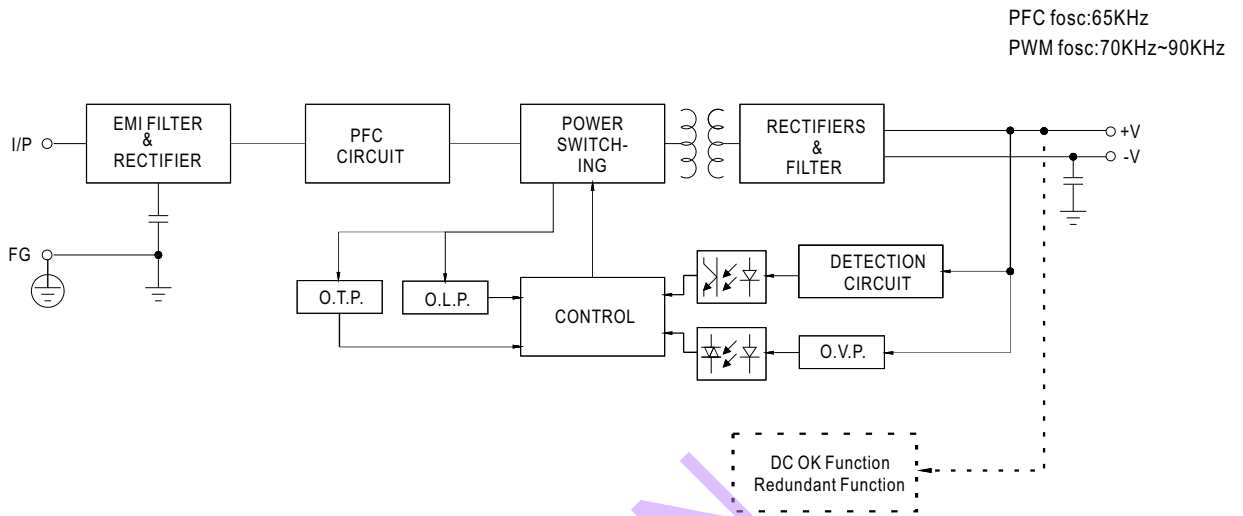 PFC fosc:65KHz
PWM fosc:70KHz~90KHz
I/P
EMI FILTER
&
RECTIFIER
PFC
CIRCUIT
POWER
SWITCH-
ING
RECTIFIERS
&
FILTER
+V
-V
FG
O.T.P.
O.L.P.
CONTROL
DETECTION
CIRCUIT
O.V.P.
DC OK Function
Redundant Function